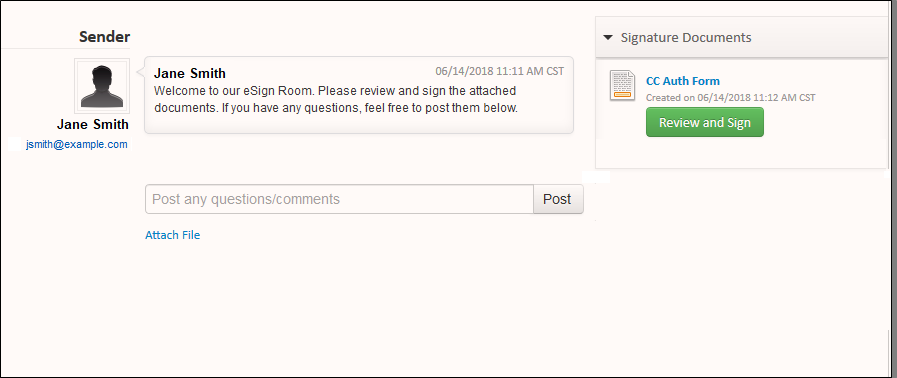 Sender
Jane Smith
jsmith@example.com
Jane Smith 06/14/2018 11:11 AM CST
Welcome to our eSign Room. Please review and sign the attached
documents. If you have any questions, feel free to post them below.
Post any questions/comments Post
Attach File
Signature Documents
CC Auth Form
Created on 06/14/2018 11:12 AM CST
Review and Sign